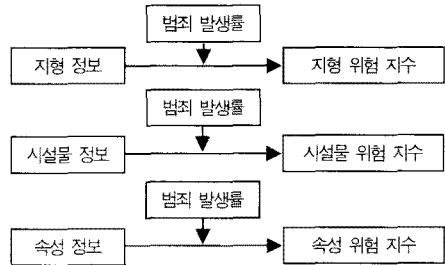 범죄 발생률
지형 정보
지형 위험 지수
범죄 발생률
시설물 정보
시설물 위험 지수
범죄 발생률
속성 정보
속성 위험 지수